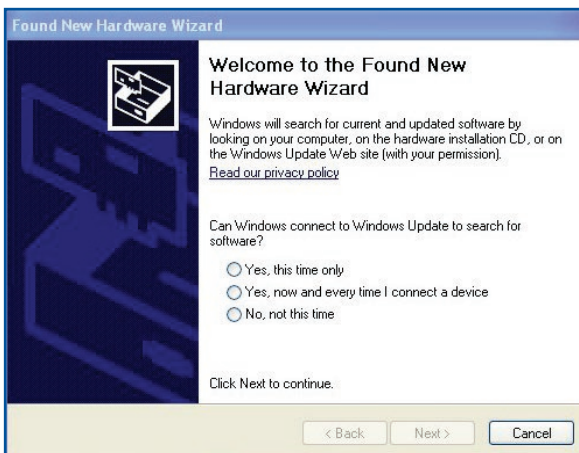 Found New Hardware Wizard
Welcome to the Found New
Hardware Wizard
Windows will search for current and updated software by
looking on your computer, on the hardware installation CD, or on
the Windows Update Web site (with your permission).
Read our privacy policy
Can Windows connect to Windows Update to search for
software?
Yes, this time only
Yes, now and every time I connect a device
No, not this time
Click Next to continue.
< Back Next > Cancel